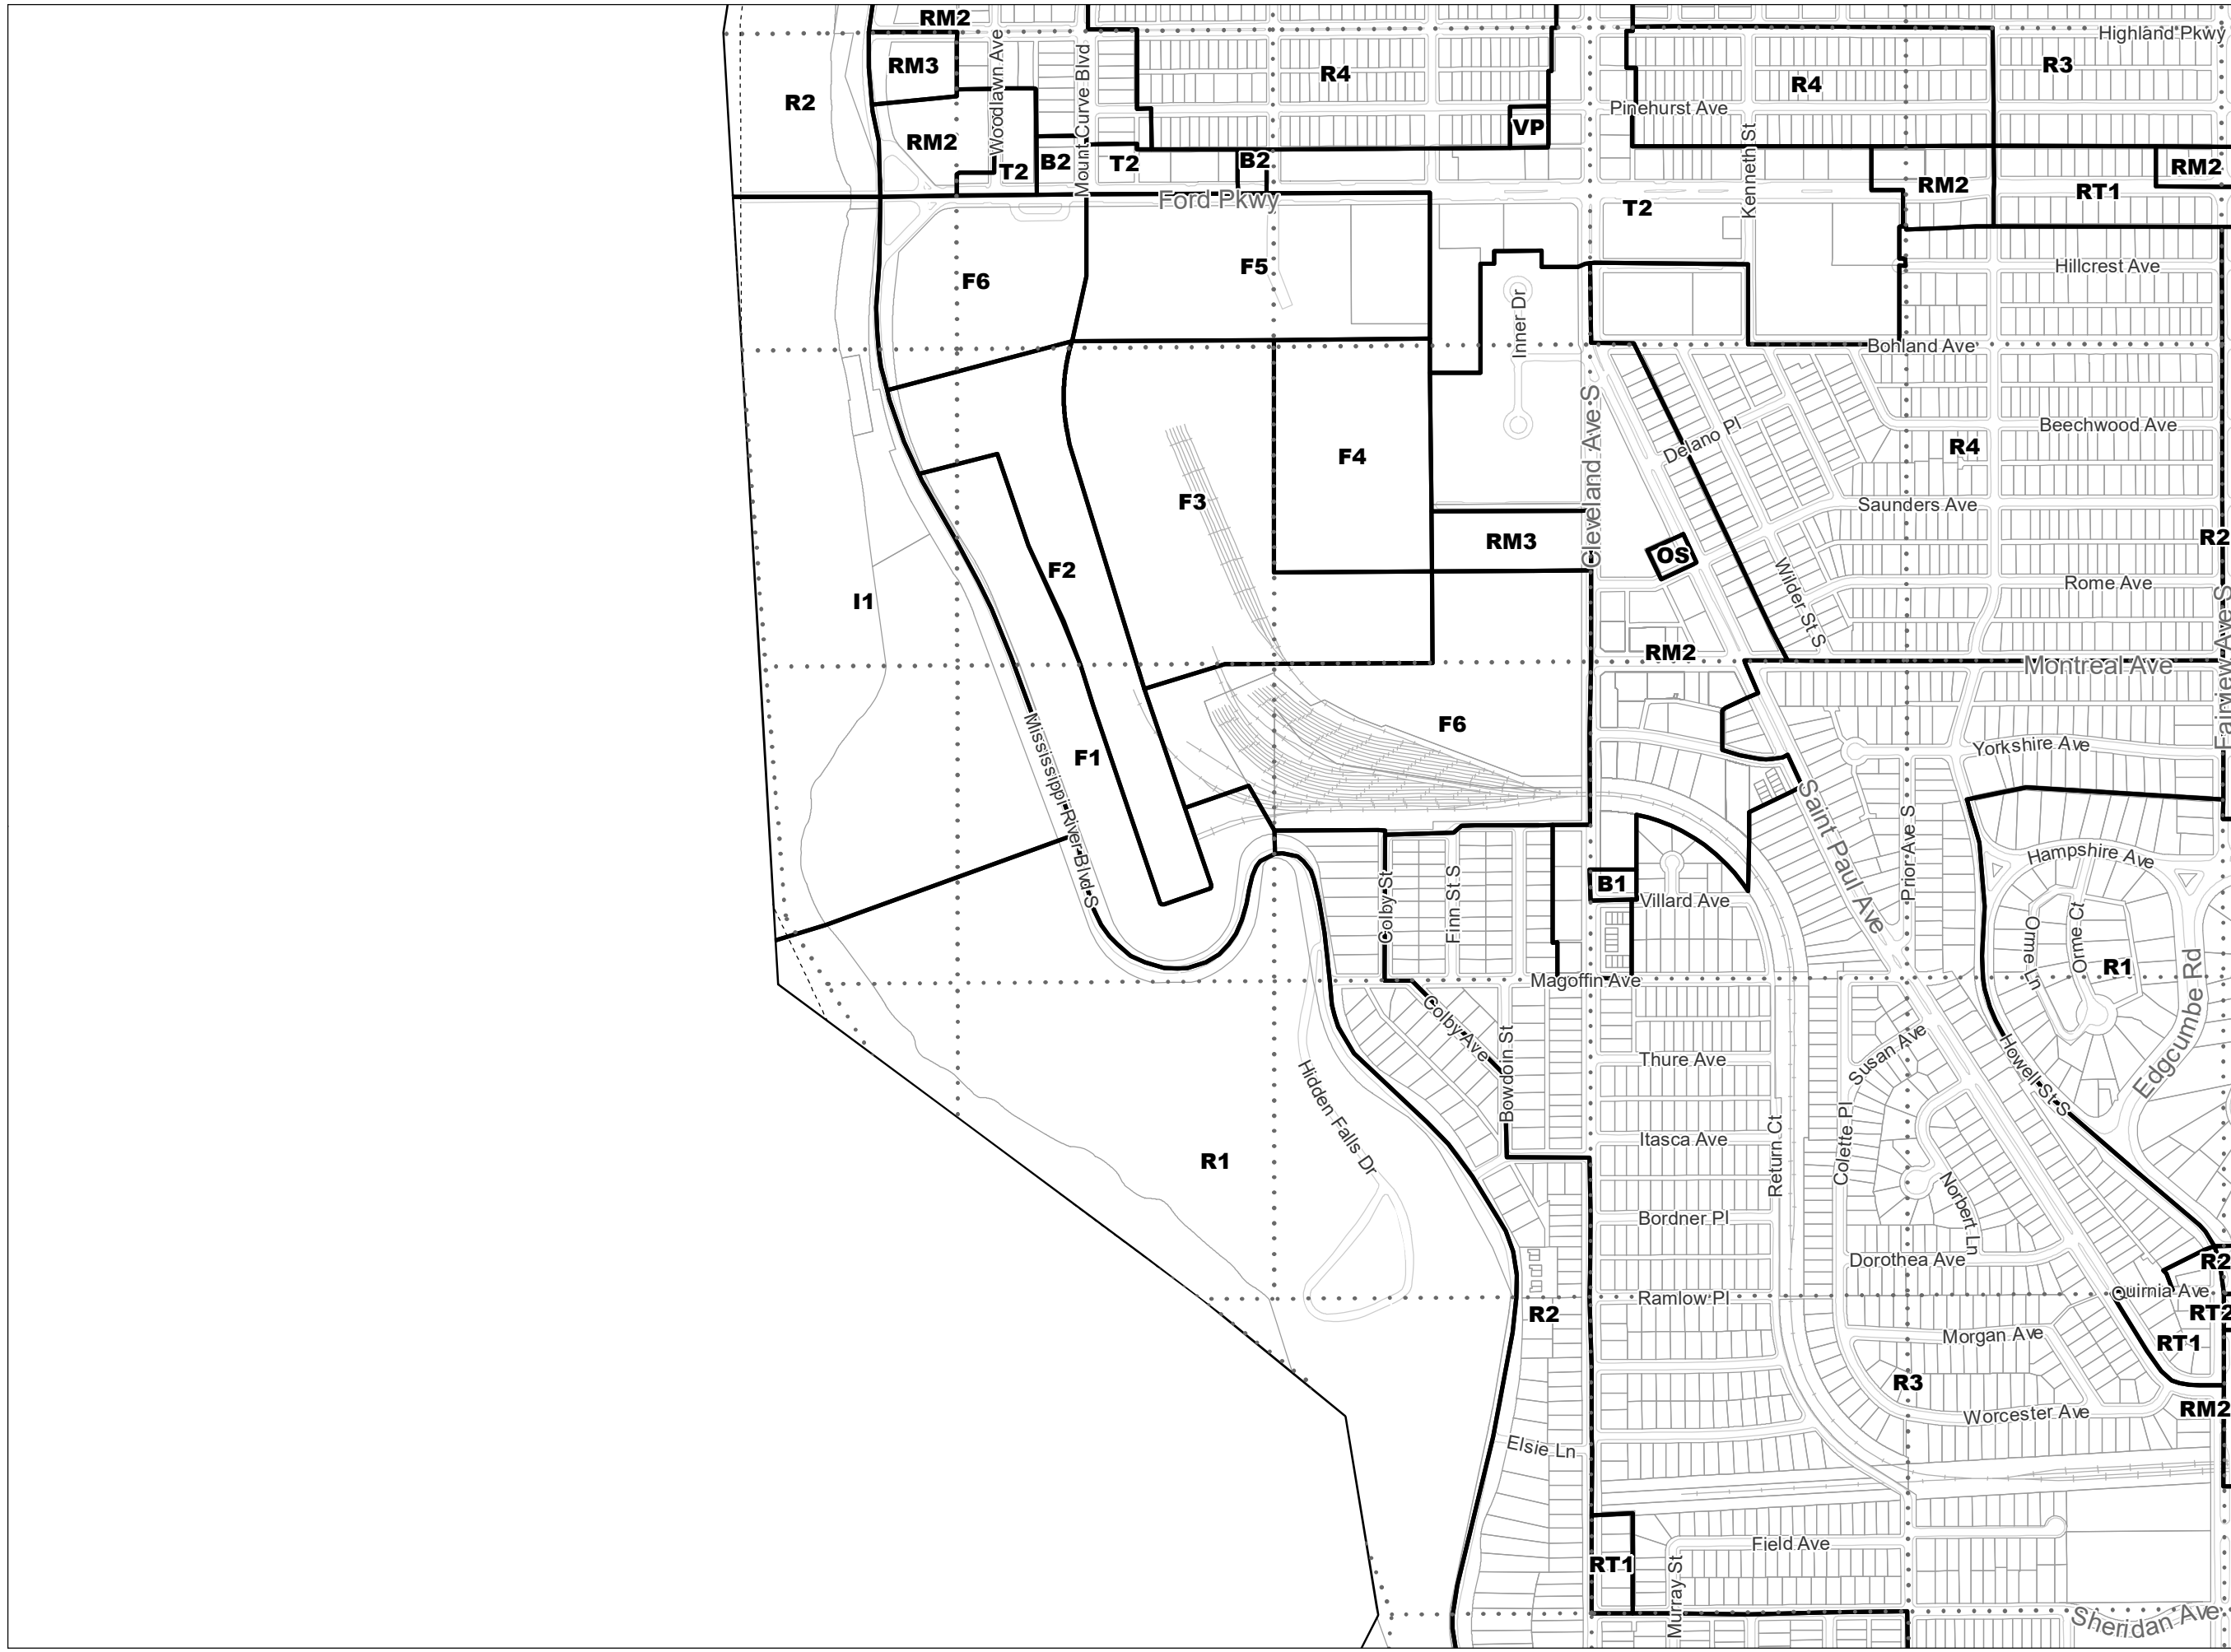 RM2
Highland Pkwy
RM3
R4
R3
R2
R4
Woodlawn Ave
Mount Curve Blvd
Pinehurst Ave
VP
RM2
T2
B2
T2
B2
Kenneth St
RM2
RM2
RT1
Ford Pkwy
T2
F6
F5
Hillcrest Ave
Inner Dr
Bohland Ave
Cleveland Ave S
Delano Pl
Beechwood Ave
R4
F4
F3
Saunders Ave
R2
RM3
OS
F2
Wilder St S
Rome Ave
I1
Fairview Ave S
RM2
Montreal Ave
F6
Yorkshire Ave
F1
Mississippi River Blvd S
Saint Paul Ave
Prior Ave S
Hampshire Ave
Colby St
Finn St S
B1
Villard Ave
Orme Ln
Orme Ct
R1
Edgcumbe Rd
Magoffin Ave
Colby Ave
Bowdoin St
Thure Ave
Susan Ave
Howell St S
Hidden Falls Dr
R1
Itasca Ave
Return Ct
Colette Pl
Norbert Ln
Bordner Pl
Dorothea Ave
R2
Quirnia Ave
Ramlow Pl
R2
RT2
Morgan Ave
RT1
R3
Worcester Ave
RM2
Elsie Ln
Field Ave
RT1
Murray St
Sheridan Ave